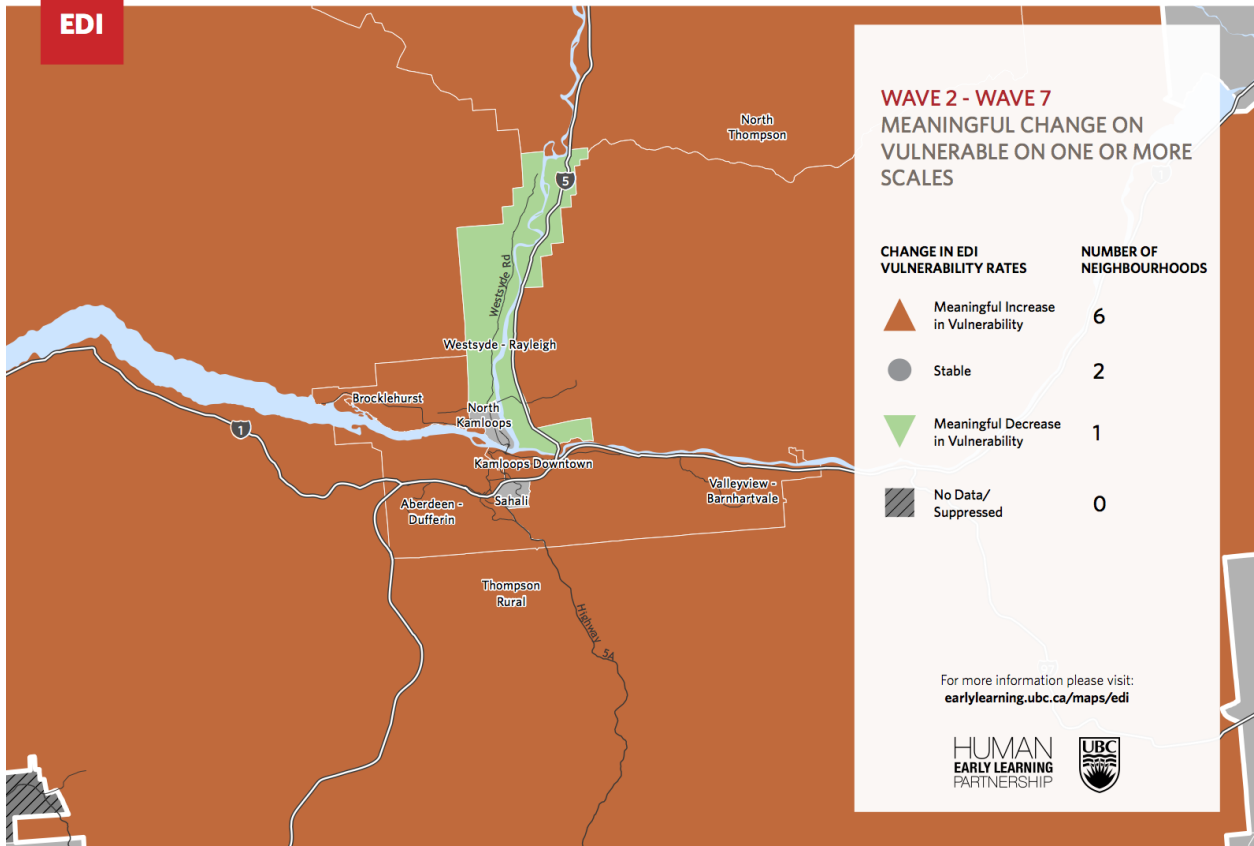 EDI
North
Thompson
5
Westsyde Rd
Westsyde - Rayleigh
Brocklehurst
North
Kamloops
1
Kamloops Downtown
Valleyview -
Barnhartvale
Aberdeen -
Dufferin
Sahali
Thompson
Rural
Highway 5A
WAVE 2 - WAVE 7
MEANINGFUL CHANGE ON
VULNERABLE ON ONE OR MORE
SCALES
1
CHANGE IN EDI
VULNERABILITY RATES
NUMBER OF
NEIGHBOURHOODS
Meaningful Increase
in Vulnerability
6
Stable
2
Meaningful Decrease
in Vulnerability
1
No Data/
Suppressed
0
97
For more information please visit:
earlylearning.ubc.ca/maps/edi
HUMAN
EARLY LEARNING
PARTNERSHIP
UBC